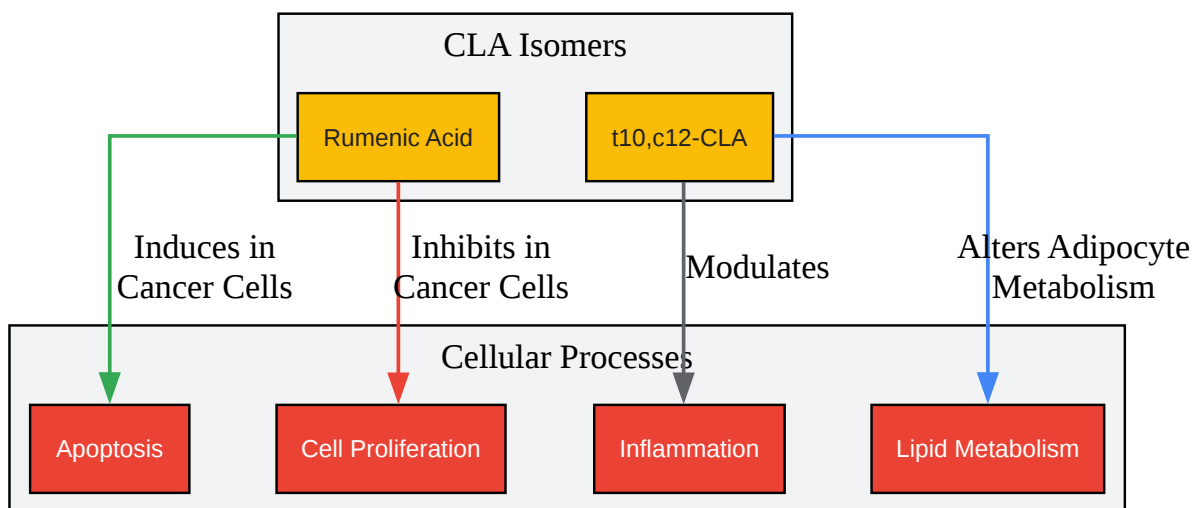 CLA Isomers
Rumenic Acid
t10,c12-CLA
Induces in
Cancer Cells
Inhibits in
Cancer Cells
Modulates
Alters Adipocyte
Metabolism
Cellular Processes
Apoptosis
Cell Proliferation
Inflammation
Lipid Metabolism